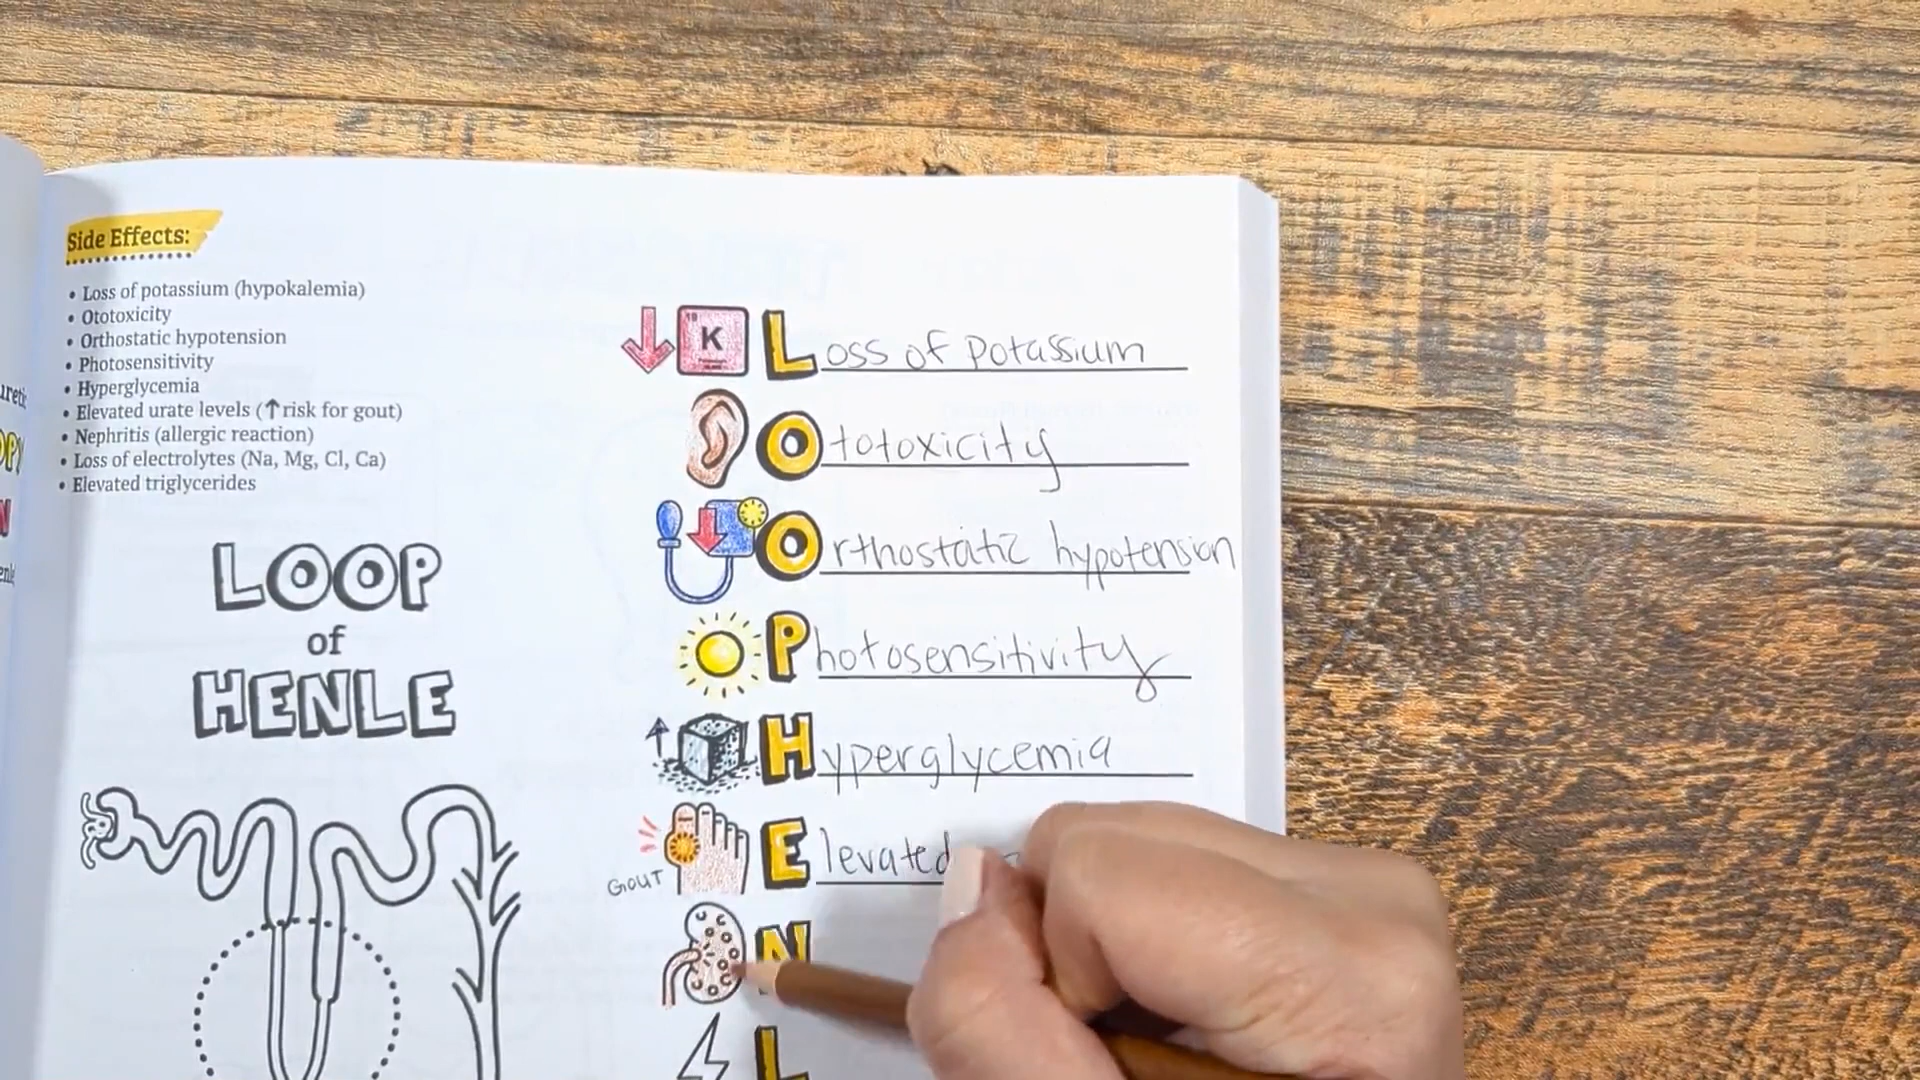 Side Effects:
• Loss of potassium (hypokalemia)
• Ototoxicity
• Orthostatic hypotension
• Photosensitivity
• Hyperglycemia
• Elevated urate levels (↑risk for gout)
• Nephritis (allergic reaction)
• Loss of electrolytes (Na, Mg, Cl, Ca)
• Elevated triglycerides
LOOP
of
HENLE
19
K
Loss of potassium
Ototoxicity
Orthostatic hypotension
Photosensitivity
Hyperglycemia
Elevated
GOUT
N
L